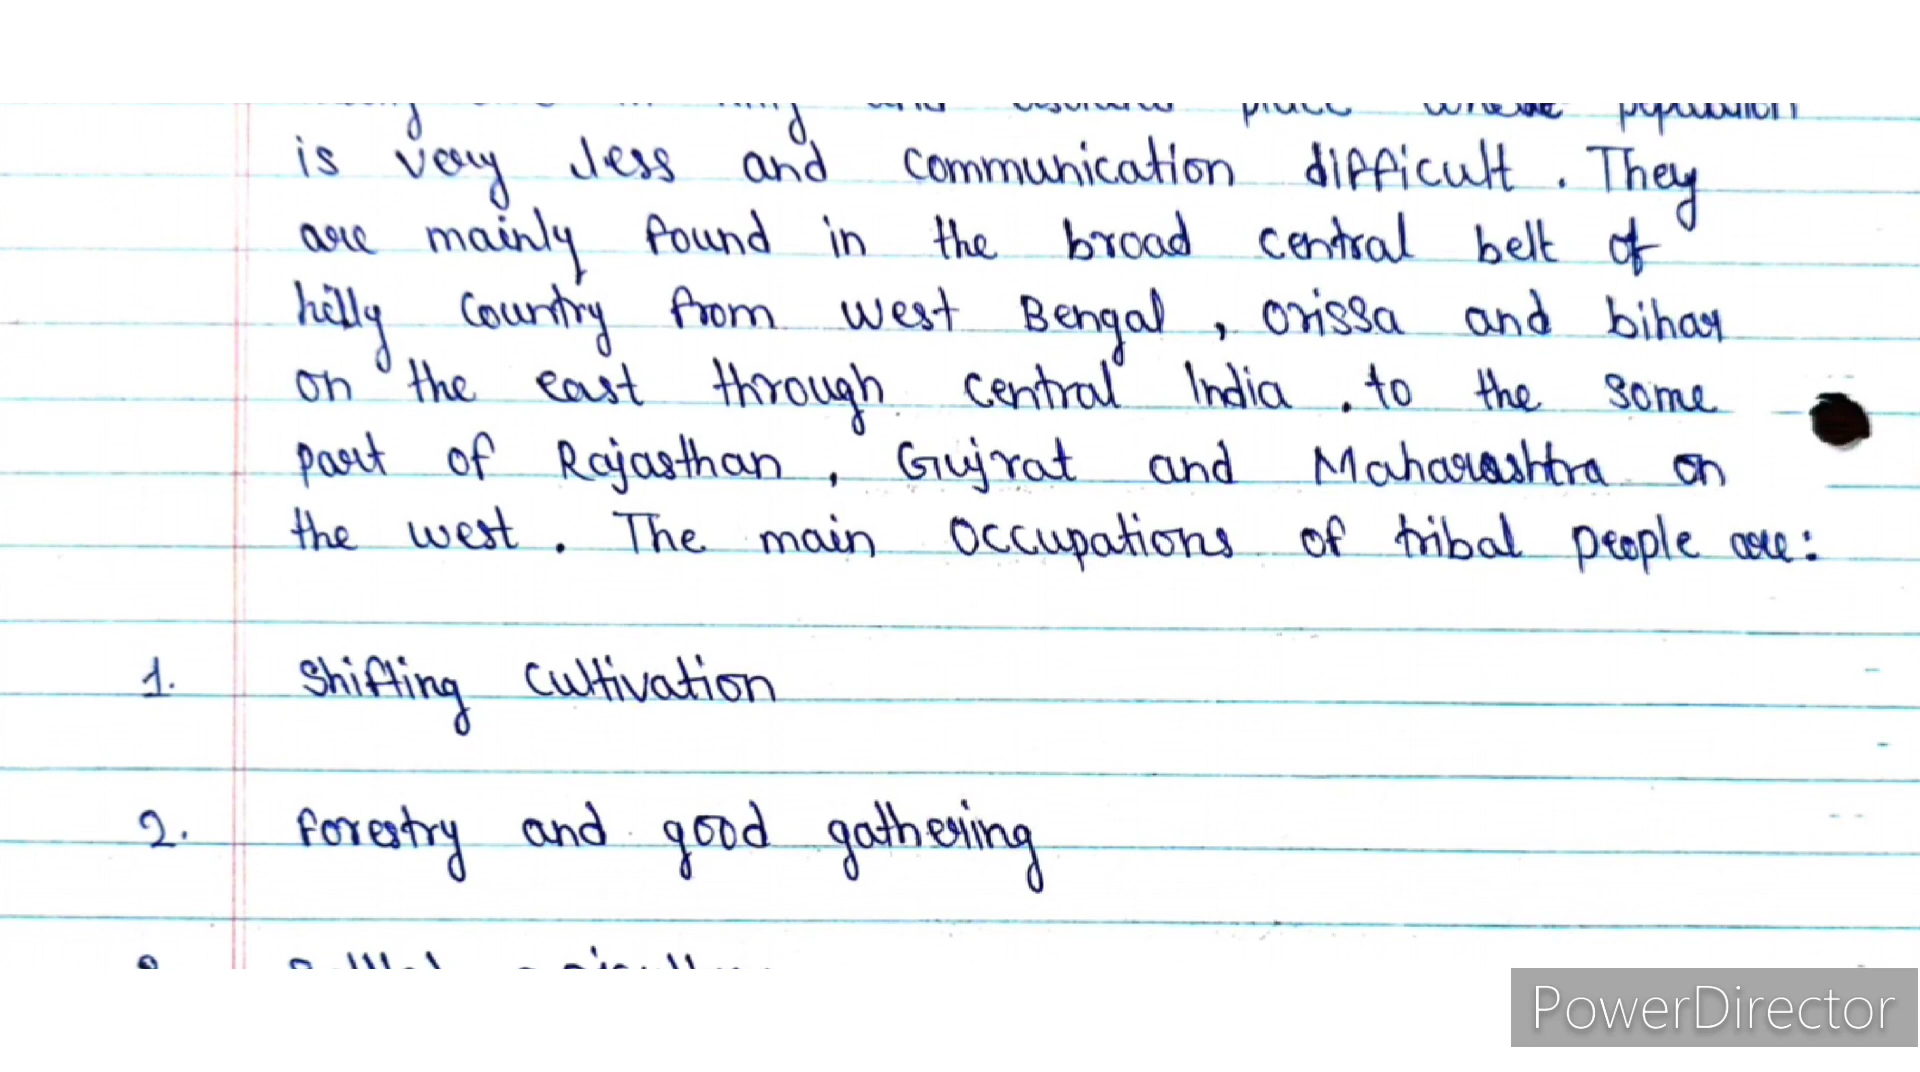 place where population
is very less and communication difficult. They
are mainly found in the broad central belt of
hilly Country from west Bengal, orissa and bihar
on the east through central India. to the some
part of Rajasthan, Gujrat and Maharashtra on
the west. The main Occupations of tribal people are:
1. Shifting Cultivation
2. Forestry and good gathering
PowerDirector